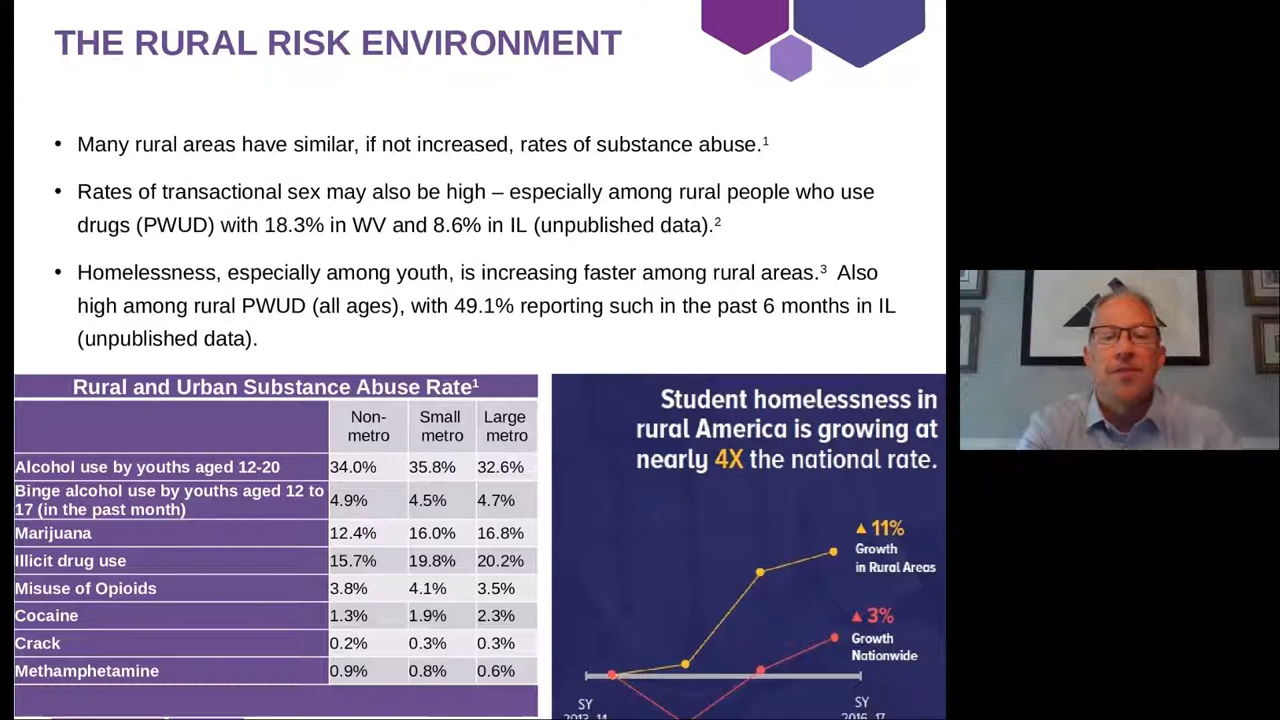 THE RURAL RISK ENVIRONMENT
• Many rural areas have similar, if not increased, rates of substance abuse.¹
• Rates of transactional sex may also be high – especially among rural people who use
drugs (PWUD) with 18.3% in WV and 8.6% in IL (unpublished data).²
• Homelessness, especially among youth, is increasing faster among rural areas.³ Also
high among rural PWUD (all ages), with 49.1% reporting such in the past 6 months in IL
(unpublished data).
Rural and Urban Substance Abuse Rate¹
Non-metro Small metro Large metro
Alcohol use by youths aged 12-20 34.0% 35.8% 32.6%
Binge alcohol use by youths aged 12 to
17 (in the past month) 4.9% 4.5% 4.7%
Marijuana 12.4% 16.0% 16.8%
Illicit drug use 15.7% 19.8% 20.2%
Misuse of Opioids 3.8% 4.1% 3.5%
Cocaine 1.3% 1.9% 2.3%
Crack 0.2% 0.3% 0.3%
Methamphetamine 0.9% 0.8% 0.6%
Student homelessness in
rural America is growing at
nearly 4X the national rate.
▲ 11%
Growth
in Rural Areas
▲ 3%
Growth
Nationwide
SY
2013-14
SY
2016-17